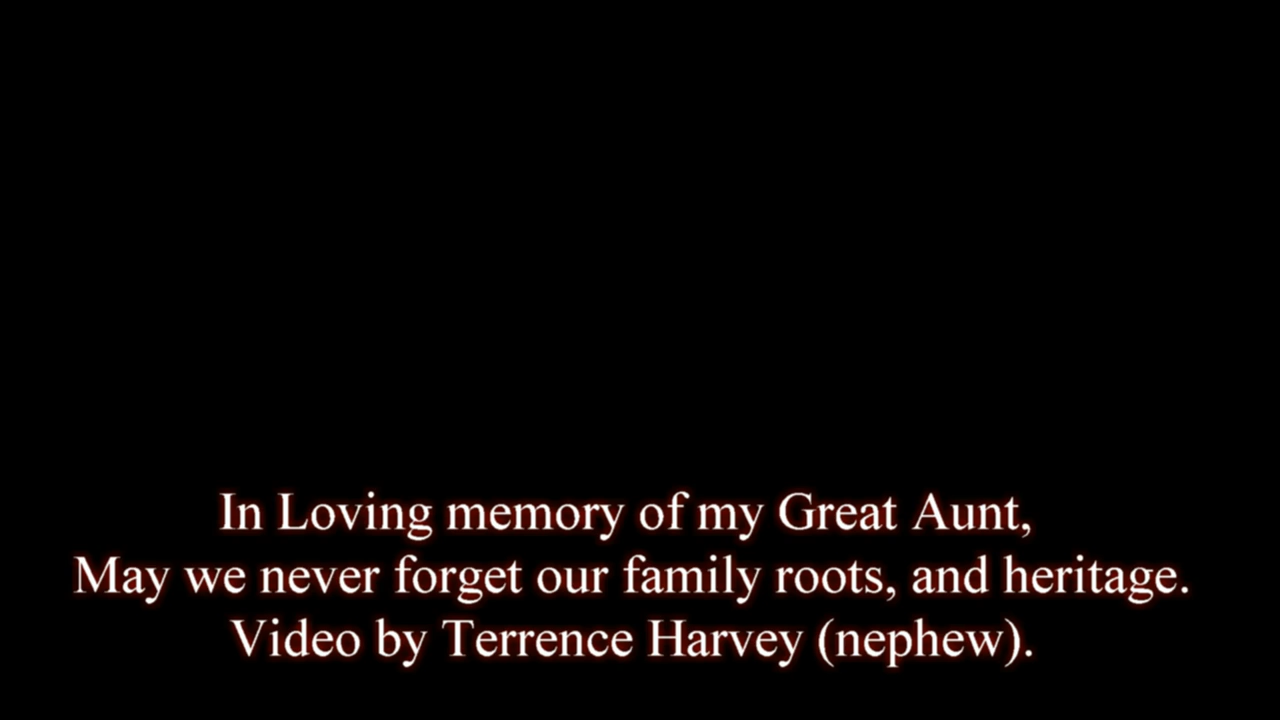 In Loving memory of my Great Aunt,
May we never forget our family roots, and heritage.
Video by Terrence Harvey (nephew).